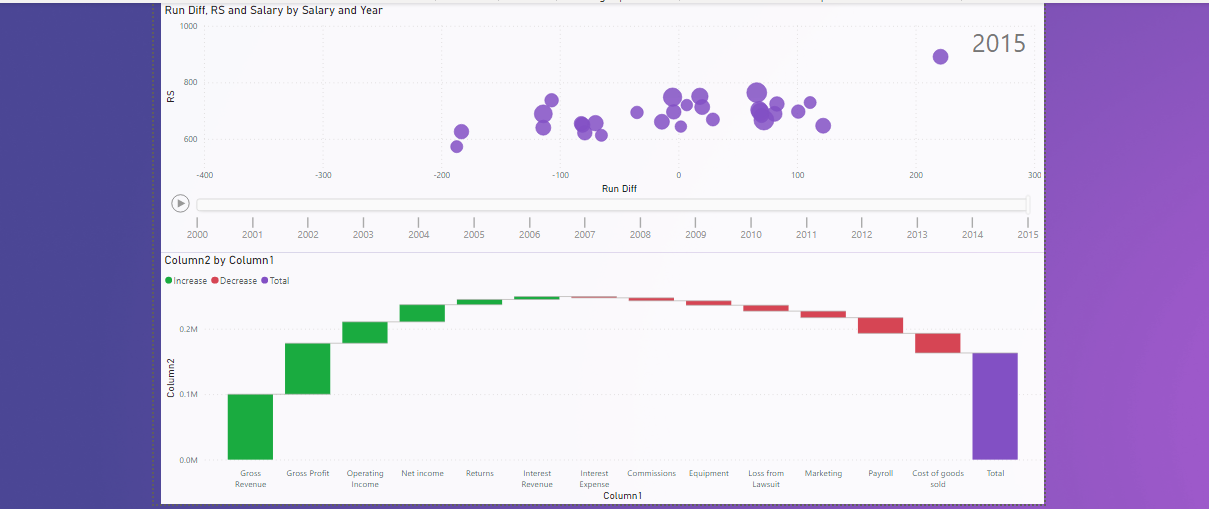 Run Diff, RS and Salary by Salary and Year
2015
1000
800
600
RS
-400 -300 -200 -100 0 100 200 300
Run Diff
2000 2001 2002 2003 2004 2005 2006 2007 2008 2009 2010 2011 2012 2013 2014 2015
Column2 by Column1
Increase Decrease Total
0.2M
0.1M
0.0M
Column2
Gross Revenue Gross Profit Operating Income Net income Returns Interest Revenue Interest Expense Commissions Equipment Loss from Lawsuit Marketing Payroll Cost of goods sold Total
Column1